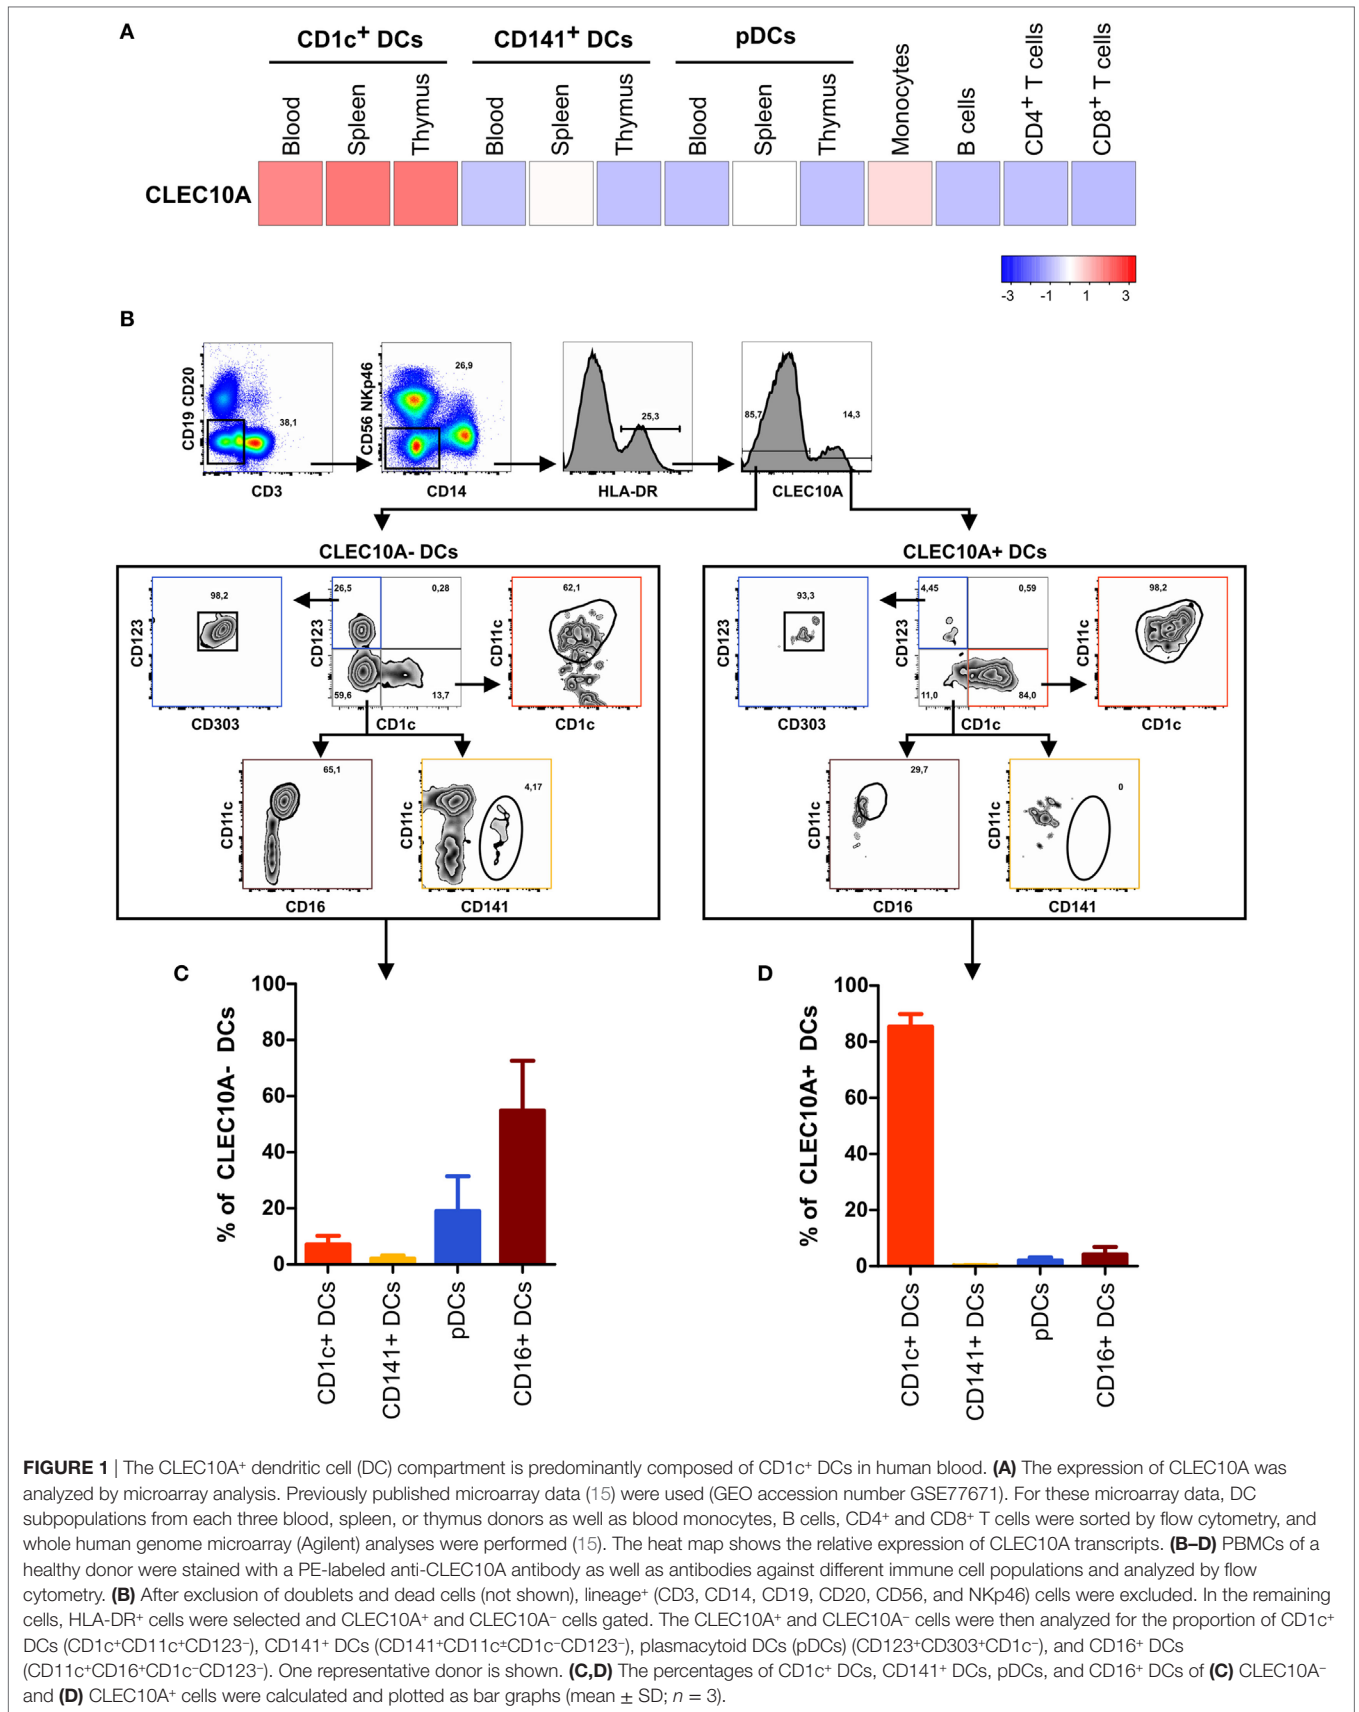 A
CD1c+ DCs
CD141+ DCs
pDCs
Blood
Spleen
Thymus
Blood
Spleen
Thymus
Blood
Spleen
Thymus
Monocytes
B cells
CD4+ T cells
CD8+ T cells
CLEC10A
-3 -1 1 3
B
CD19 CD20
38,1
CD3
CD56 NKp46
26,9
CD14
25,3
HLA-DR
85,7
14,3
CLEC10A
CLEC10A- DCs
CD123
98,2
CD303
CD123
26,5
0,28
59,6
13,7
CD1c
CD11c
62,1
CD1c
CD11c
65,1
CD16
CD11c
4,17
CD141
CLEC10A+ DCs
CD123
93,3
CD303
CD123
4,45
0,59
11,0
84,0
CD1c
CD11c
98,2
CD1c
CD11c
29,7
CD16
CD11c
0
CD141
C
% of CLEC10A- DCs
100
80
60
40
20
0
CD1c+ DCs
CD141+ DCs
pDCs
CD16+ DCs
D
% of CLEC10A+ DCs
100
80
60
40
20
0
CD1c+ DCs
CD141+ DCs
pDCs
CD16+ DCs
FIGURE 1 | The CLEC10A⁺ dendritic cell (DC) compartment is predominantly composed of CD1c⁺ DCs in human blood. (A) The expression of CLEC10A was
analyzed by microarray analysis. Previously published microarray data (15) were used (GEO accession number GSE77671). For these microarray data, DC
subpopulations from each three blood, spleen, or thymus donors as well as blood monocytes, B cells, CD4⁺ and CD8⁺ T cells were sorted by flow cytometry, and
whole human genome microarray (Agilent) analyses were performed (15). The heat map shows the relative expression of CLEC10A transcripts. (B–D) PBMCs of a
healthy donor were stained with a PE-labeled anti-CLEC10A antibody as well as antibodies against different immune cell populations and analyzed by flow
cytometry. (B) After exclusion of doublets and dead cells (not shown), lineage⁺ (CD3, CD14, CD19, CD20, CD56, and NKp46) cells were excluded. In the remaining
cells, HLA-DR⁺ cells were selected and CLEC10A⁺ and CLEC10A⁻ cells gated. The CLEC10A⁺ and CLEC10A⁻ cells were then analyzed for the proportion of CD1c⁺
DCs (CD1c⁺CD11c⁺CD123⁻), CD141⁺ DCs (CD141⁺CD11c±CD1c⁻CD123⁻), plasmacytoid DCs (pDCs) (CD123⁺CD303⁺CD1c⁻), and CD16⁺ DCs
(CD11c⁺CD16⁺CD1c⁻CD123⁻). One representative donor is shown. (C,D) The percentages of CD1c⁺ DCs, CD141⁺ DCs, pDCs, and CD16⁺ DCs of (C) CLEC10A⁻
and (D) CLEC10A⁺ cells were calculated and plotted as bar graphs (mean ± SD; n = 3).